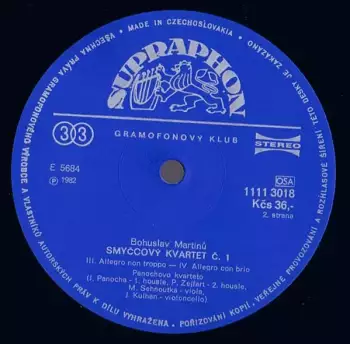 • MADE IN CZECHOSLOVAKIA •
VŠECHNA PRÁVA GRAMOFONOVÉHO VÝROBCE A VLASTNÍKŮ AUTORSKÝCH PRÁV K DÍLU VYHRAŽENA. POŘIZOVÁNÍ KOPIÍ, VEŘEJNÉ PROVOZOVÁNÍ A ROZHLASOVÉ ŠÍŘENÍ TÉTO DESKY JE ZAKÁZÁNO
SUPRAPHON
33
GRAMOFONOVÝ KLUB
STEREO
E 5684
℗ 1982
OSA
1111 3018
Kčs 36,-
2. strana
Bohuslav Martinů
SMYČCOVÝ KVARTET Č. 1
III. Allegro non troppo — IV. Allegro con brio
Panochovo kvarteto
(I. Panocha - 1. housle, P. Zejfart - 2. housle,
M. Sehnoutka - viola,
J. Kulhan - violoncello)